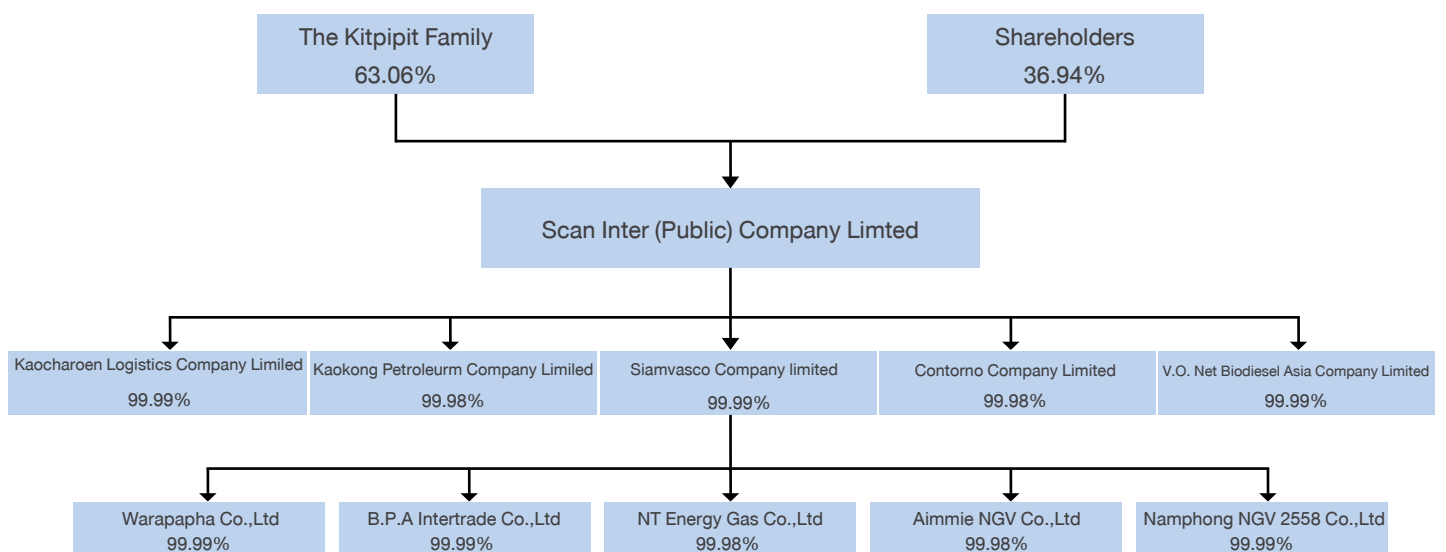 The Kitpipit Family
63.06%
Shareholders
36.94%
Scan Inter (Public) Company Limted
Kaocharoen Logistics Company Limiled
99.99%
Kaokong Petroleurm Company Limiled
99.98%
Siamvasco Company limited
99.99%
Contorno Company Limited
99.98%
V.O. Net Biodiesel Asia Company Limited
99.99%
Warapapha Co.,Ltd
99.99%
B.P.A Intertrade Co.,Ltd
99.99%
NT Energy Gas Co.,Ltd
99.98%
Aimmie NGV Co.,Ltd
99.98%
Namphong NGV 2558 Co.,Ltd
99.99%